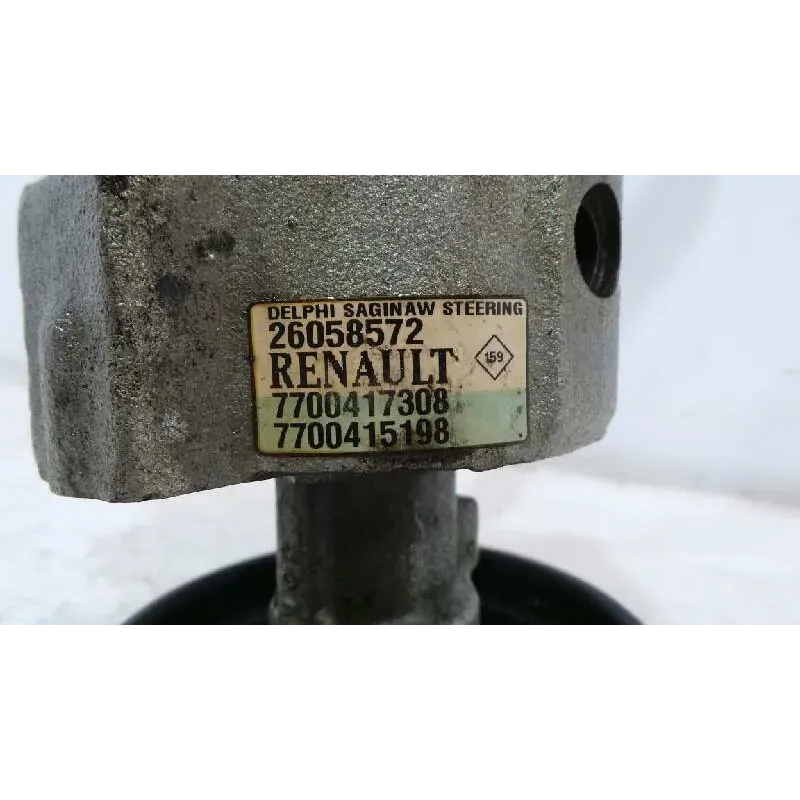 DELPHI SAGINAW STEERING
26058572
RENAULT 159
7700417308
7700415198